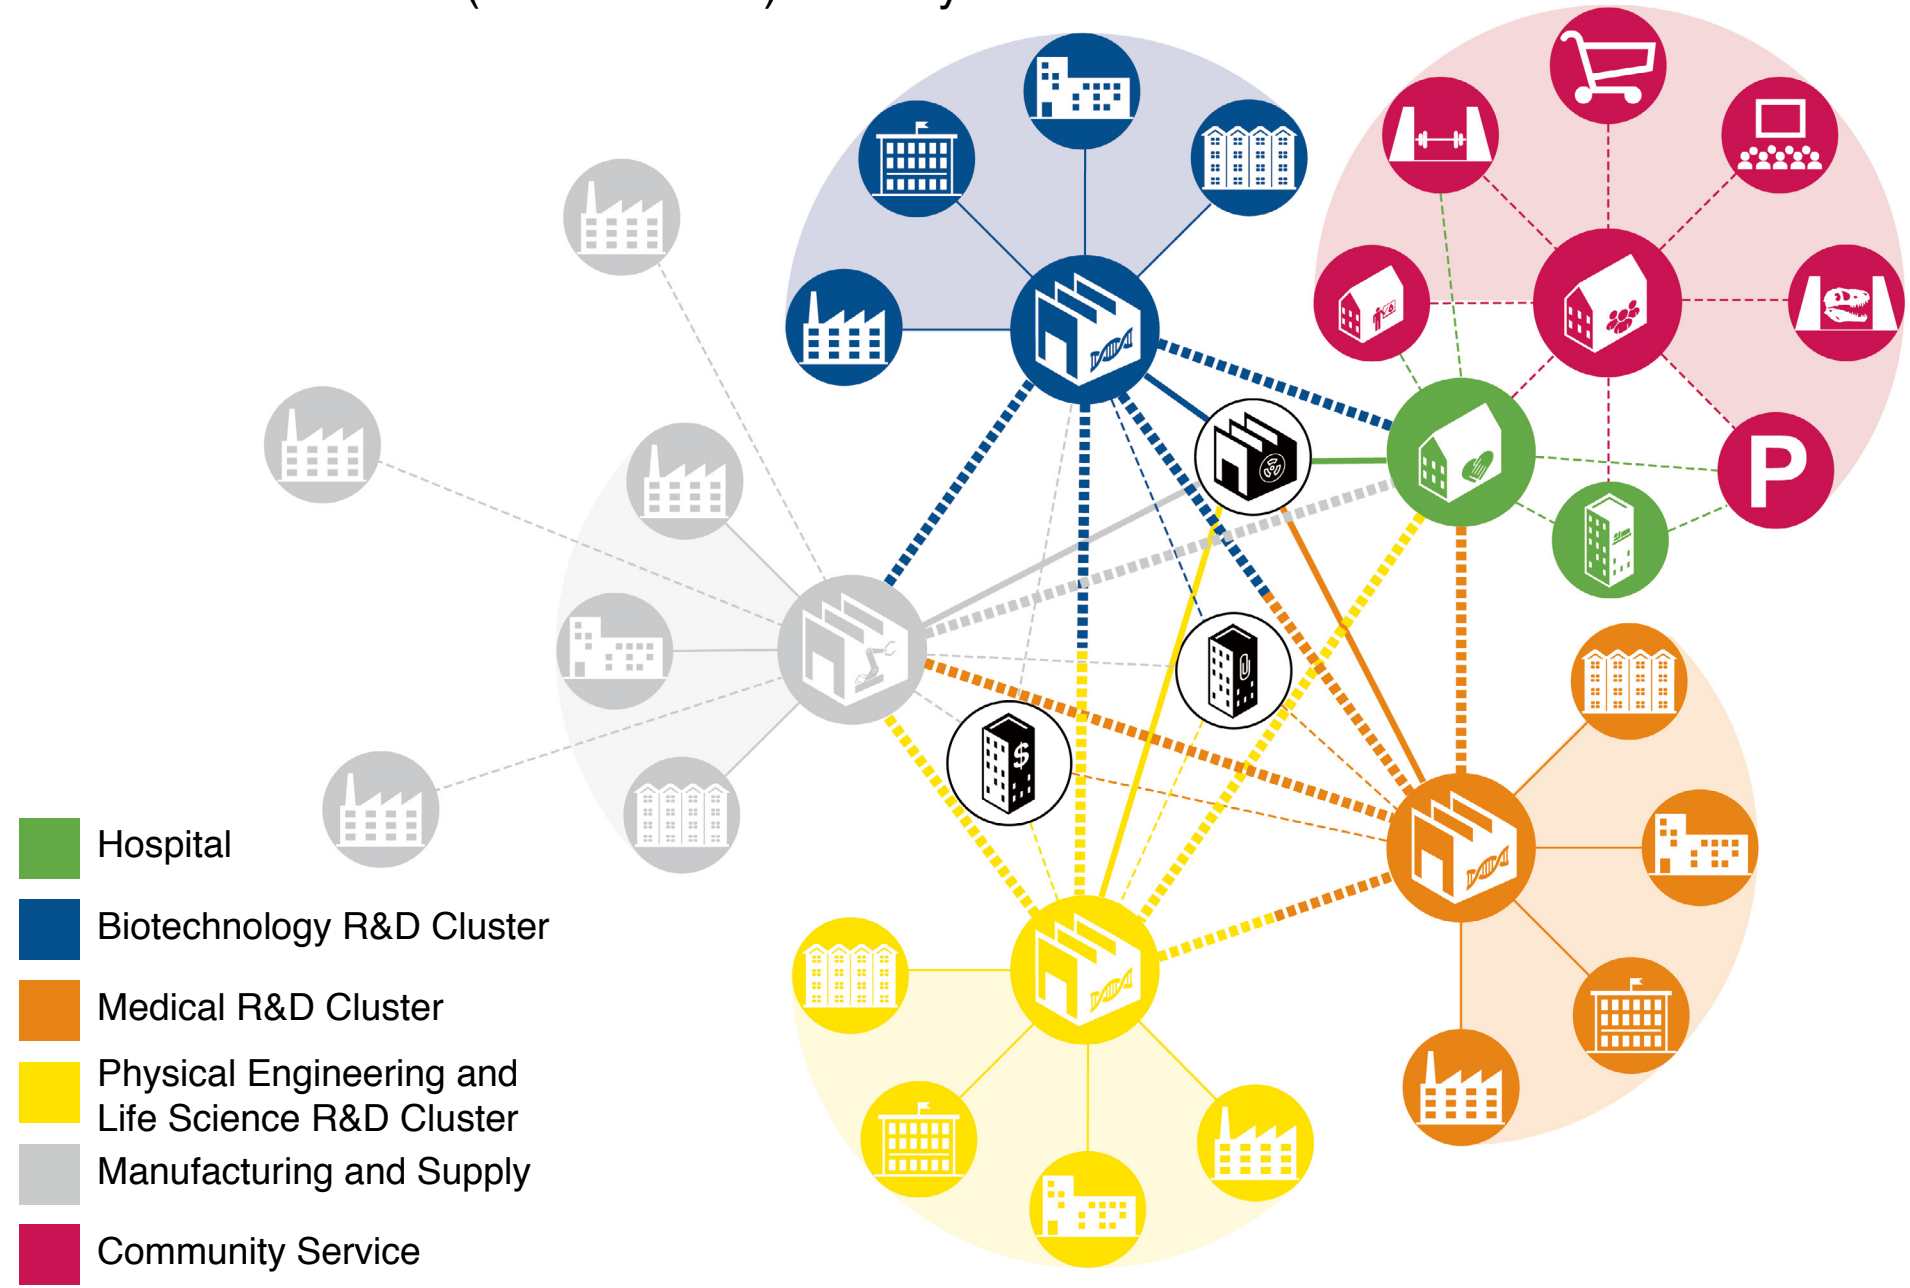 P
$
Hospital
Biotechnology R&D Cluster
Medical R&D Cluster
Physical Engineering and
Life Science R&D Cluster
Manufacturing and Supply
Community Service